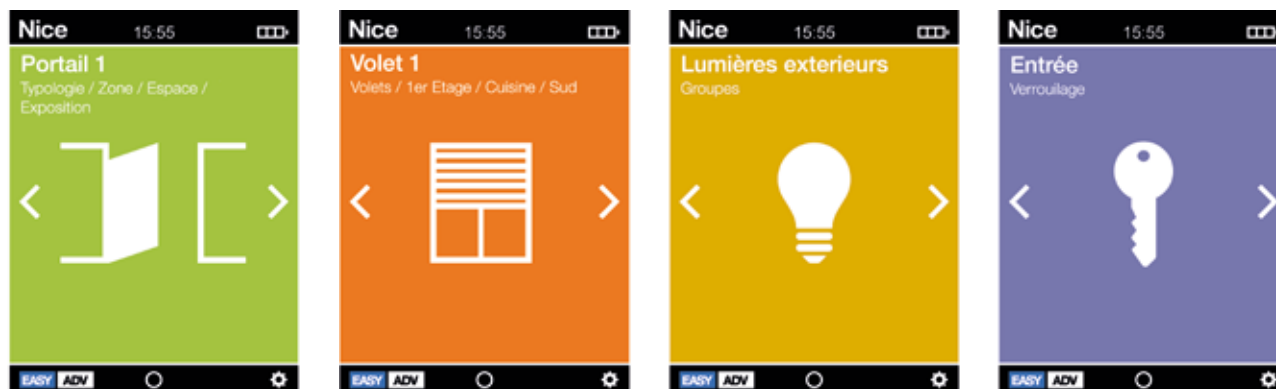 Nice 15:55
Portail 1
Typologie / Zone / Espace /
Exposition
EASY ADV
Nice 15:55
Volet 1
Volets / 1er Etage / Cuisine / Sud
EASY ADV
Nice 15:55
Lumières exterieurs
Groupes
EASY ADV
Nice 15:55
Entrée
Verrouilage
EASY ADV